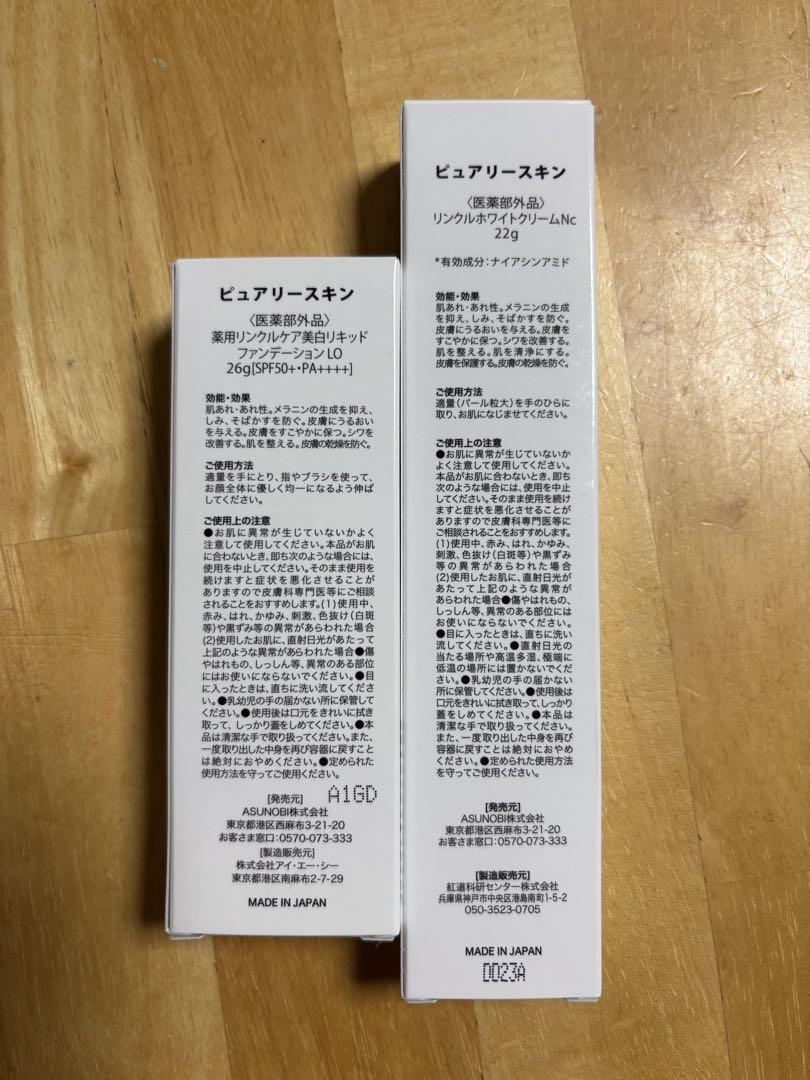 ピュアリースキン
〈医薬部外品〉
薬用リンクルケア美白リキッド
ファンデーション LO
26g[SPF50+・PA++++]
効能・効果
肌あれ・あれ性。メラニンの生成を抑え、
しみ、そばかすを防ぐ。皮膚にうるおい
を与える。皮膚をすこやかに保つ。シワを
改善する。肌を整える。皮膚の乾燥を防ぐ。
ご使用方法
適量を手にとり、指やブラシを使って、
お顔全体に優しく均一になるよう伸ば
してください。
ご使用上の注意
●お肌に異常が生じていないかよく
注意して使用してください。本品がお肌
に合わないとき、即ち次のような場合には、
使用を中止してください。そのまま使用を
続けますと症状を悪化させることが
ありますので皮膚科専門医等にご相談
されることをおすすめします。(1)使用中、
赤み、はれ、かゆみ、刺激、色抜け(白斑
等)や黒ずみ等の異常があらわれた場合
(2)使用したお肌に、直射日光があたって
上記のような異常があらわれた場合●傷
やはれもの、しっしん等、異常のある部位
にはお使いにならないでください。●目
に入ったときは、直ちに洗い流してくださ
い。●乳幼児の手の届かない所に保管して
ください。●使用後は口元をきれいに拭き
取って、しっかり蓋をしめてください。●本
品は清潔な手で取り扱ってください。また、
一度取り出した中身を再び容器に戻すこと
は絶対におやめください。●定められた
使用方法を守ってご使用ください。
[発売元] A1GD
ASUNOBI株式会社
東京都港区西麻布3-21-20
お客さま窓口:0570-073-333
[製造販売元]
株式会社アイ・エー・シー
東京都港区南麻布2-7-29
MADE IN JAPAN
ピュアリースキン
〈医薬部外品〉
リンクルホワイトクリームNc
22g
*有効成分:ナイアシンアミド
効能・効果
肌あれ・あれ性。メラニンの生成
を抑え、しみ、そばかすを防ぐ。
皮膚にうるおいを与える。皮膚を
すこやかに保つ。シワを改善する。
肌を整える。肌を清浄にする。
皮膚を保護する。皮膚の乾燥を防ぐ。
ご使用方法
適量(パール粒大)を手のひらに
取り、お肌になじませてください。
ご使用上の注意
●お肌に異常が生じていないか
よく注意して使用してください。
本品がお肌に合わないとき、即ち
次のような場合には、使用を中止
してください。そのまま使用を続け
ますと症状を悪化させることが
ありますので皮膚科専門医等に
ご相談されることをおすすめします。
(1)使用中、赤み、はれ、かゆみ、
刺激、色抜け(白斑等)や黒ずみ
等の異常があらわれた場合
(2)使用したお肌に、直射日光が
あたって上記のような異常が
あらわれた場合●傷やはれもの、
しっしん等、異常のある部位には
お使いにならないでください。
●目に入ったときは、直ちに洗い
流してください。●直射日光の
当たる場所や高温多湿、極端に
低温の場所には置かないでくだ
さい。●乳幼児の手の届かない
所に保管してください。●使用後は
口元をきれいに拭き取って、しっかり
蓋をしめてください。●本品は
清潔な手で取り扱ってください。
また、一度取り出した中身を再び
容器に戻すことは絶対におやめ
ください。●定められた使用方法
を守ってご使用ください。
[発売元]
ASUNOBI株式会社
東京都港区西麻布3-21-20
お客さま窓口:0570-073-333
[製造販売元]
紅道科研センター株式会社
兵庫県神戸市中央区港島南町1-5-2
050-3523-0705
MADE IN JAPAN
0023A